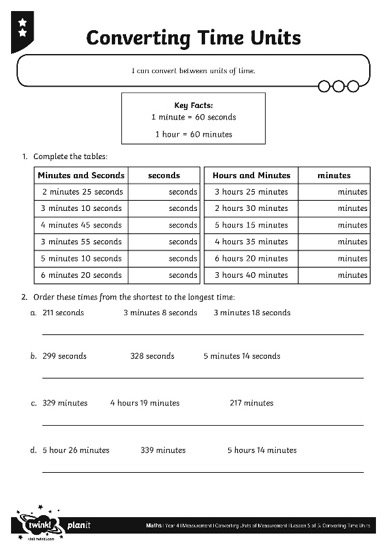 Converting Time Units
I can convert between units of time.
Key Facts:
1 minute = 60 seconds
1 hour = 60 minutes
1. Complete the tables:
Minutes and Seconds seconds Hours and Minutes minutes
2 minutes 25 seconds seconds 3 hours 25 minutes minutes
3 minutes 10 seconds seconds 2 hours 30 minutes minutes
4 minutes 45 seconds seconds 5 hours 15 minutes minutes
3 minutes 55 seconds seconds 4 hours 35 minutes minutes
5 minutes 10 seconds seconds 6 hours 20 minutes minutes
6 minutes 20 seconds seconds 3 hours 40 minutes minutes
2. Order these times from the shortest to the longest time:
a. 211 seconds 3 minutes 8 seconds 3 minutes 18 seconds
b. 299 seconds 328 seconds 5 minutes 14 seconds
c. 329 minutes 4 hours 19 minutes 217 minutes
d. 5 hour 26 minutes 339 minutes 5 hours 14 minutes
twinkl planit
visit twinkl.com
Maths | Year 4 | Measurement | Converting Units of Measurement | Lesson 5 of 5: Converting Time Units